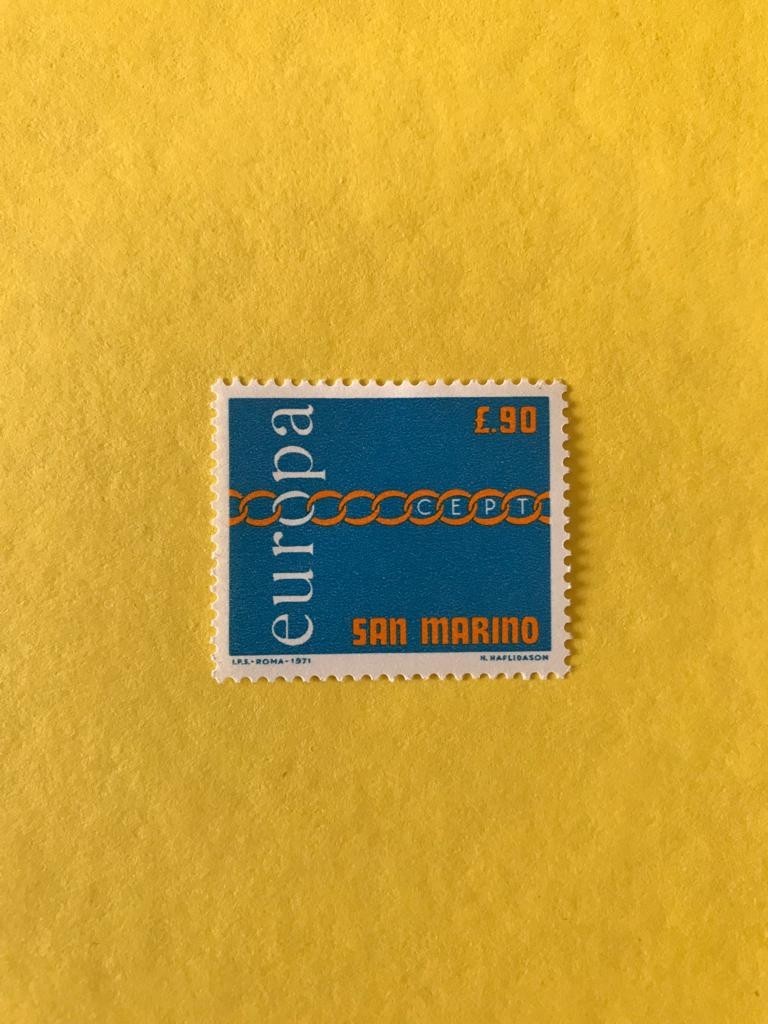 europa
£.90
CEPT
SAN MARINO
I.P.S.-ROMA-1971
H. HAFLIDASON